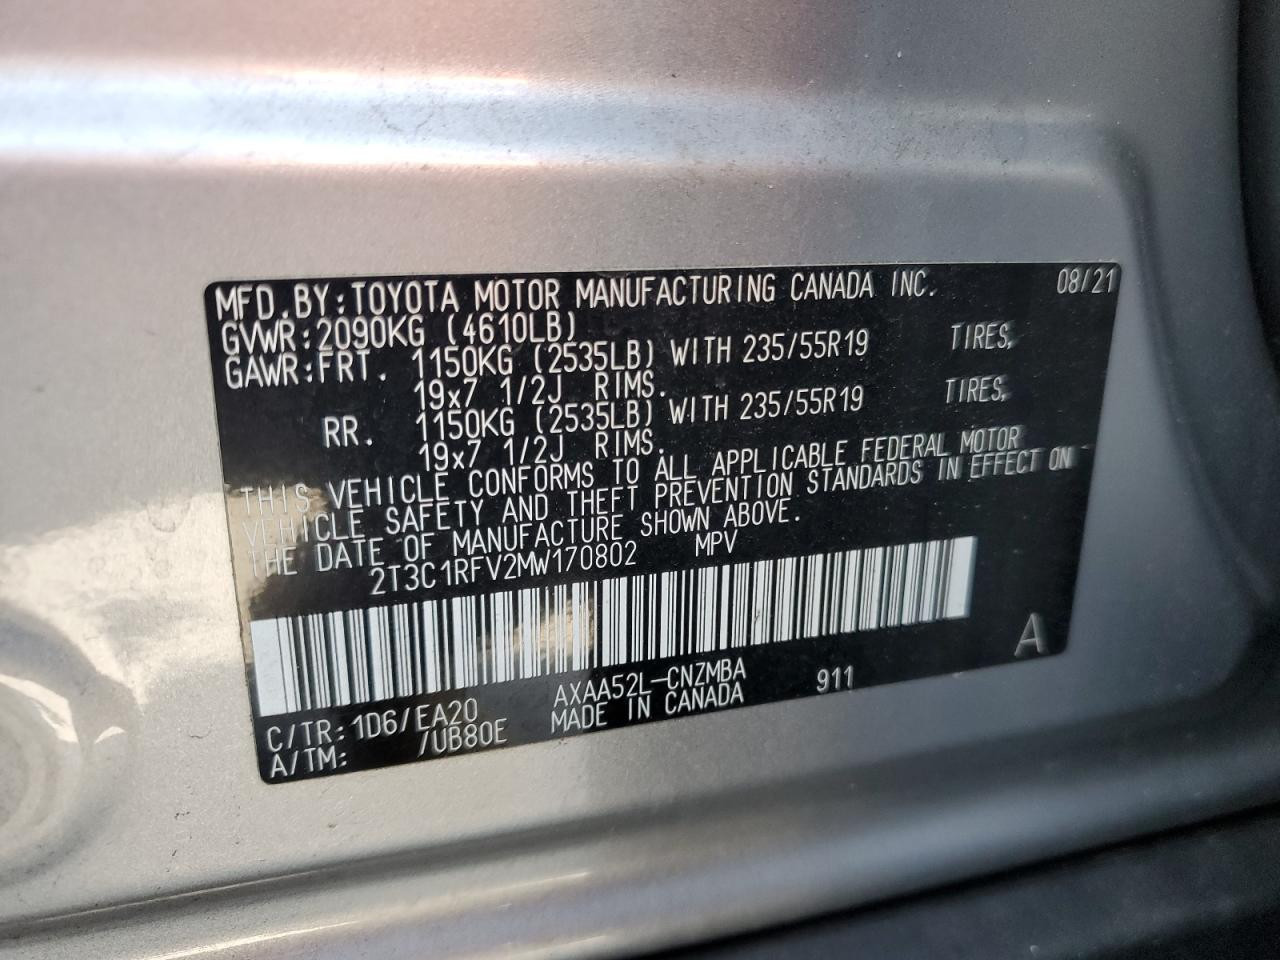 MFD.BY:TOYOTA MOTOR MANUFACTURING CANADA INC. 08/21
GVWR:2090KG (4610LB)
GAWR:FRT. 1150KG (2535LB) WITH 235/55R19 TIRES,
19x7 1/2J RIMS.
RR. 1150KG (2535LB) WITH 235/55R19 TIRES,
19x7 1/2J RIMS.
THIS VEHICLE CONFORMS TO ALL APPLICABLE FEDERAL MOTOR
VEHICLE SAFETY AND THEFT PREVENTION STANDARDS IN EFFECT ON
THE DATE OF MANUFACTURE SHOWN ABOVE.
2T3C1RFV2MW170802 MPV
A
C/TR:1D6/EA20 AXAA52L-CNZMBA 911
A/TM: /UB80E MADE IN CANADA